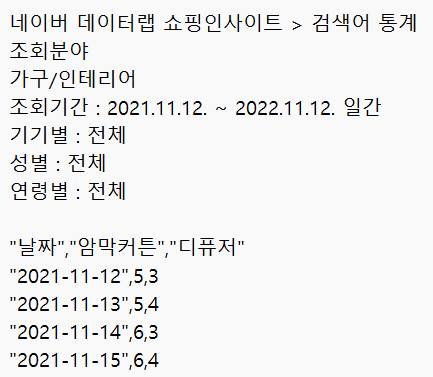 네이버 데이터랩 쇼핑인사이트 > 검색어 통계
조회분야
가구/인테리어
조회기간 : 2021.11.12. ~ 2022.11.12. 일간
기기별 : 전체
성별 : 전체
연령별 : 전체
"날짜","암막커튼","디퓨저"
"2021-11-12",5,3
"2021-11-13",5,4
"2021-11-14",6,3
"2021-11-15",6,4